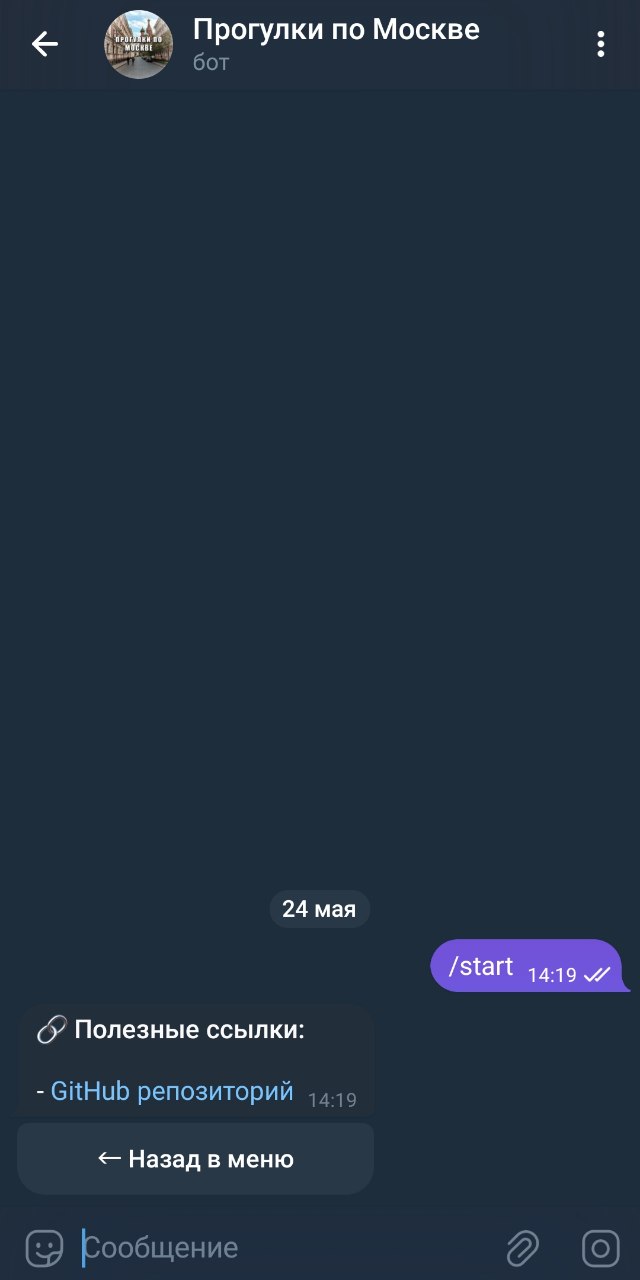 Прогулки по Москве
бот
ПРОГУЛКИ ПО
МОСКВЕ
24 мая
/start 14:19
🔗 Полезные ссылки:
- GitHub репозиторий 14:19
← Назад в меню
Сообщение